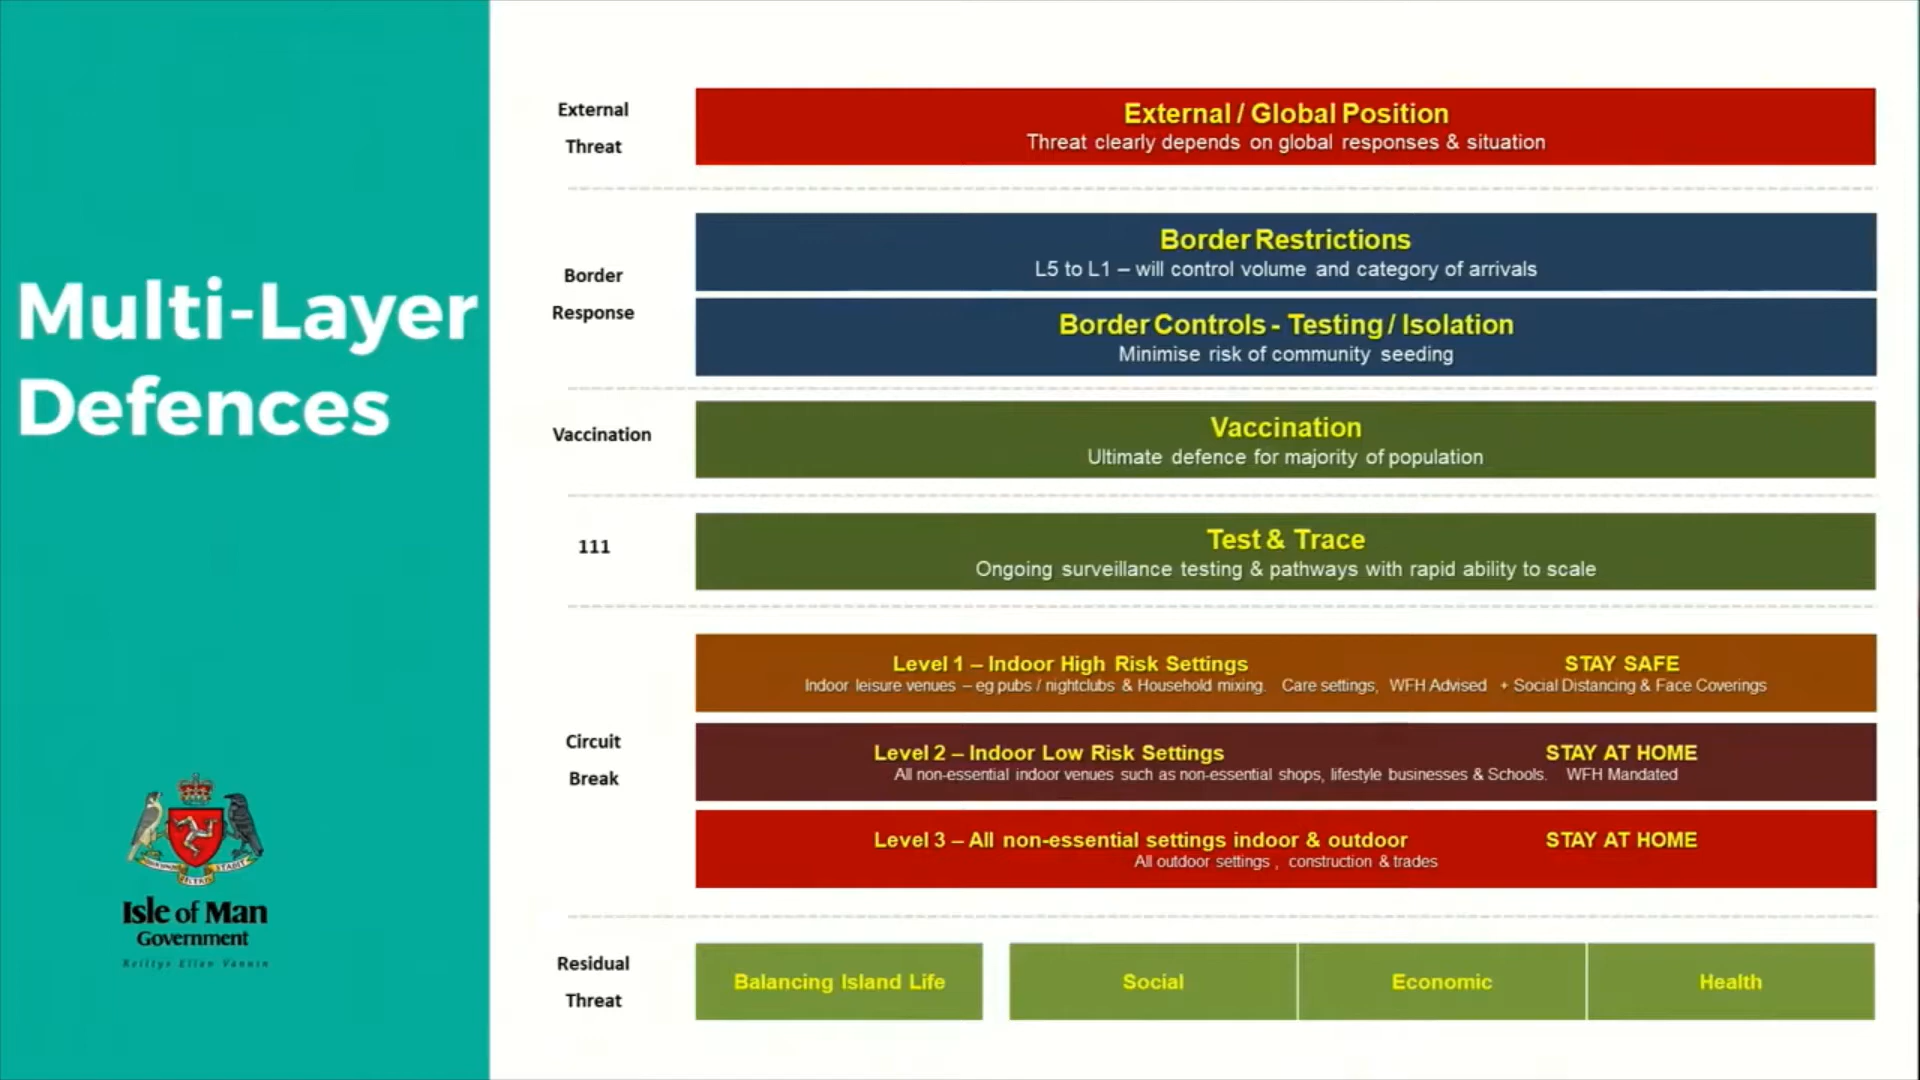 Multi-Layer
Defences
Isle of Man
Government
Reiltys Ellan Vannin
External
Threat
External / Global Position
Threat clearly depends on global responses & situation
Border
Response
Border Restrictions
L5 to L1 – will control volume and category of arrivals
Border Controls - Testing / Isolation
Minimise risk of community seeding
Vaccination
Vaccination
Ultimate defence for majority of population
111
Test & Trace
Ongoing surveillance testing & pathways with rapid ability to scale
Circuit
Break
Level 1 – Indoor High Risk Settings STAY SAFE
Indoor leisure venues – eg pubs / nightclubs & Household mixing. Care settings, WFH Advised + Social Distancing & Face Coverings
Level 2 – Indoor Low Risk Settings STAY AT HOME
All non-essential indoor venues such as non-essential shops, lifestyle businesses & Schools. WFH Mandated
Level 3 – All non-essential settings indoor & outdoor STAY AT HOME
All outdoor settings , construction & trades
Residual
Threat
Balancing Island Life Social Economic Health